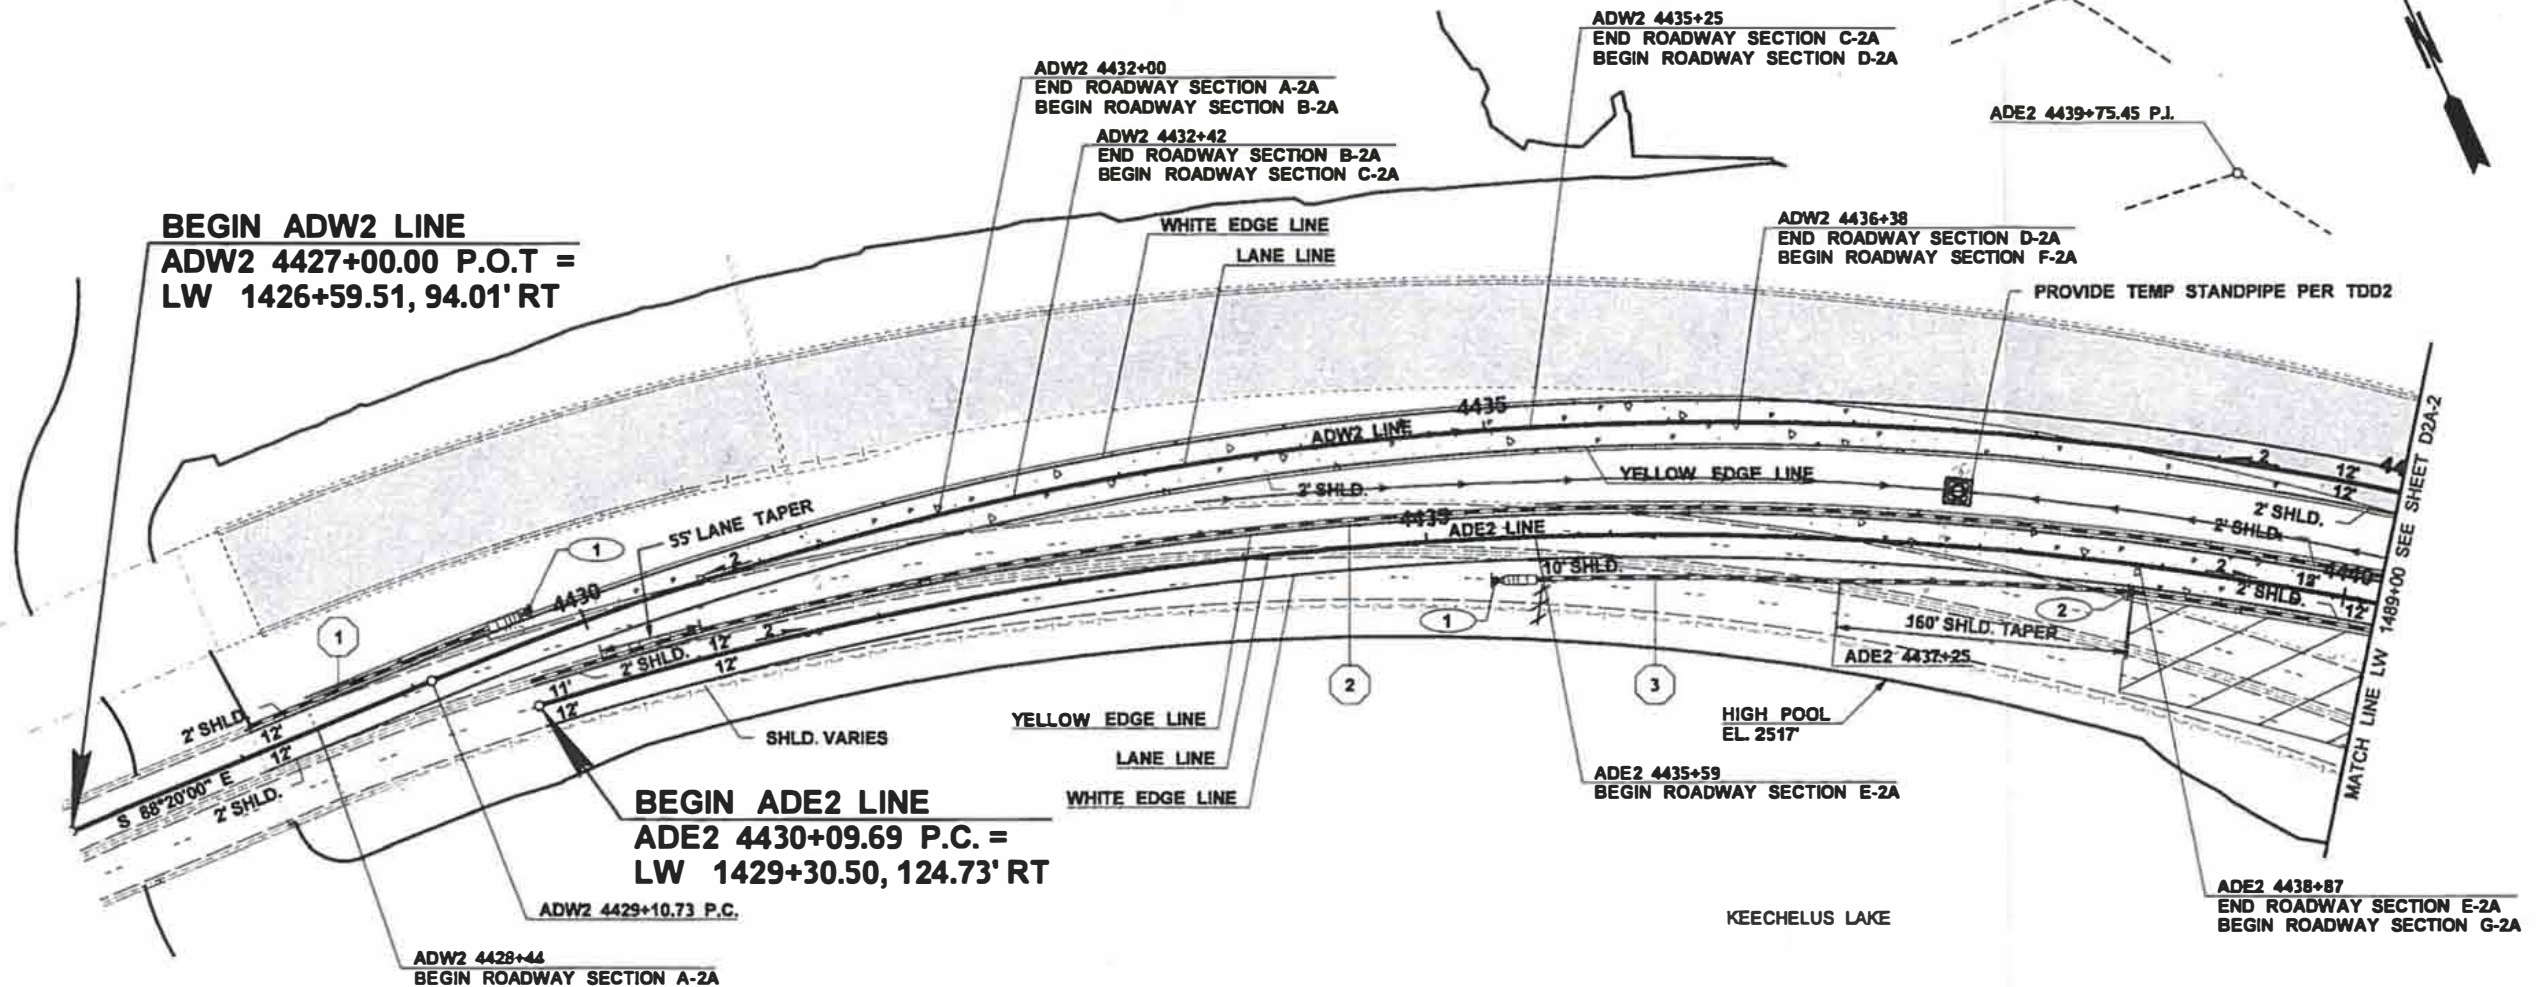 ADW2 4435+25
END ROADWAY SECTION C-2A
BEGIN ROADWAY SECTION D-2A
ADW2 4432+00
END ROADWAY SECTION A-2A
BEGIN ROADWAY SECTION B-2A
ADW2 4432+42
END ROADWAY SECTION B-2A
BEGIN ROADWAY SECTION C-2A
ADE2 4439+75.45 P.I.
N
BEGIN ADW2 LINE
ADW2 4427+00.00 P.O.T =
LW 1426+59.51, 94.01' RT
WHITE EDGE LINE
LANE LINE
ADW2 4436+38
END ROADWAY SECTION D-2A
BEGIN ROADWAY SECTION F-2A
PROVIDE TEMP STANDPIPE PER TDD2
4435
ADW2 LINE
YELLOW EDGE LINE
2' SHLD.
2
12'
44
12'
2' SHLD.
2' SHLD.
55' LANE TAPER
2
1
4430
4435
ADE2 LINE
10' SHLD.
2
12'
4440
2' SHLD.
12'
1
2
160' SHLD. TAPER
ADE2 4437+25
1
2' SHLD.
12'
2
12'
11'
12'
2' SHLD.
12'
12'
S 88°20'00" E
2' SHLD.
SHLD. VARIES
2
3
YELLOW EDGE LINE
LANE LINE
WHITE EDGE LINE
HIGH POOL
EL. 2517'
MATCH LINE LW 1489+00 SEE SHEET D2A-2
ADE2 4435+59
BEGIN ROADWAY SECTION E-2A
BEGIN ADE2 LINE
ADE2 4430+09.69 P.C. =
LW 1429+30.50, 124.73' RT
ADW2 4429+10.73 P.C.
ADW2 4428+44
BEGIN ROADWAY SECTION A-2A
KEECHELUS LAKE
ADE2 4438+87
END ROADWAY SECTION E-2A
BEGIN ROADWAY SECTION G-2A